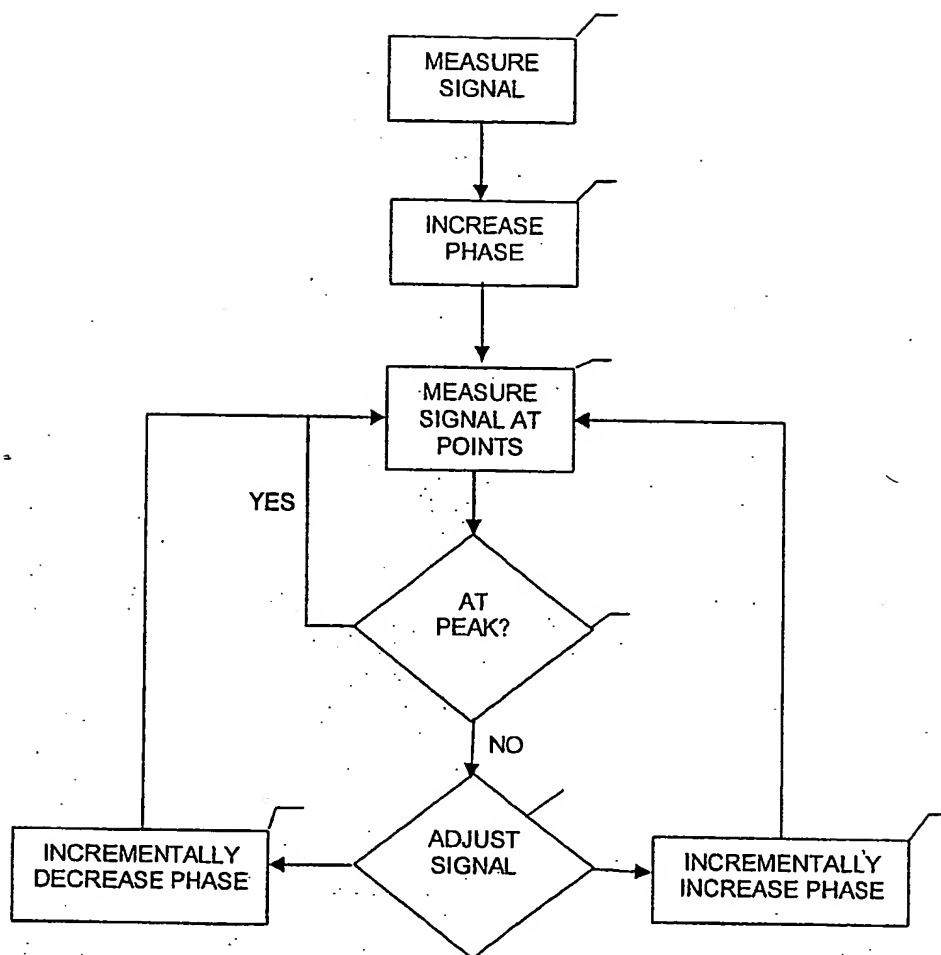 MEASURE
SIGNAL
INCREASE
PHASE
MEASURE
SIGNAL AT
POINTS
YES
AT
PEAK?
NO
ADJUST
SIGNAL
INCREMENTALLY
DECREASE PHASE
INCREMENTALLY
INCREASE PHASE